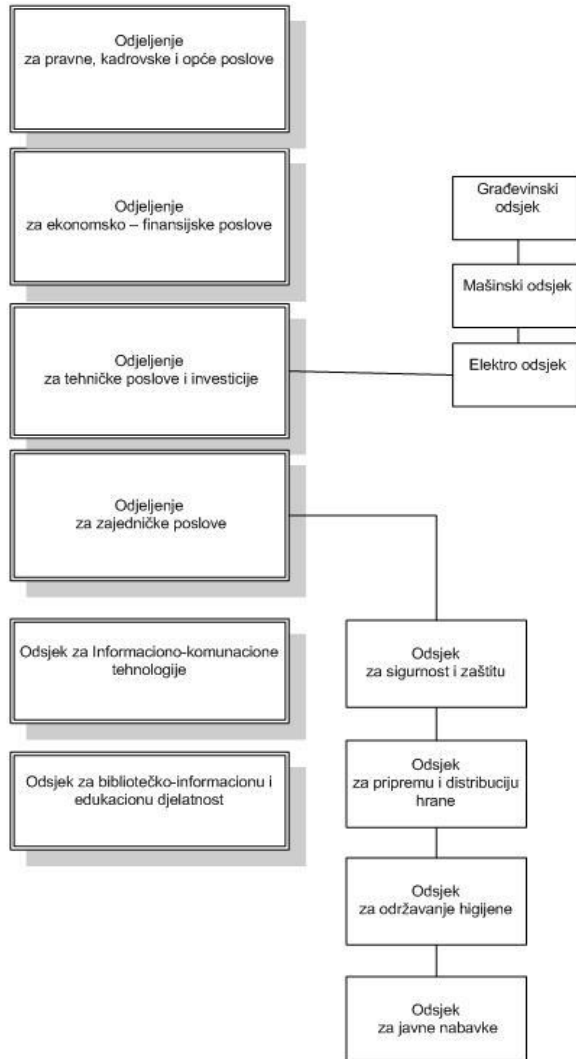 Odjeljenje
za pravne, kadrovske i opće poslove
Odjeljenje
za ekonomsko – finansijske poslove
Građevinski
odsjek
Mašinski odsjek
Odjeljenje
za tehničke poslove i investicije
Elektro odsjek
Odjeljenje
za zajedničke poslove
Odsjek za Informaciono-komunacione
tehnologije
Odsjek
za sigurnost i zaštitu
Odsjek za bibliotečko-informacionu i
edukacionu djelatnost
Odsjek
za pripremu i distribuciju
hrane
Odsjek
za održavanje higijene
Odsjek
za javne nabavke